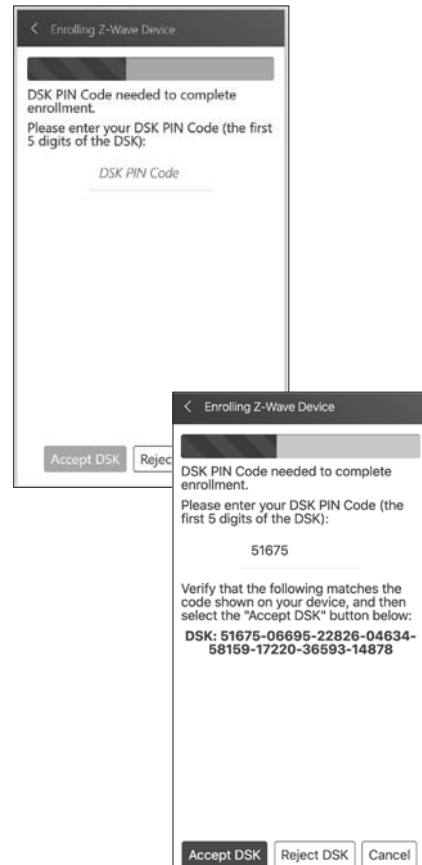 < Enrolling Z-Wave Device
DSK PIN Code needed to complete
enrollment.
Please enter your DSK PIN Code (the first
5 digits of the DSK):
DSK PIN Code
Accept DSK
< Enrolling Z-Wave Device
DSK PIN Code needed to complete
enrollment.
Please enter your DSK PIN Code (the
first 5 digits of the DSK):
51675
Verify that the following matches the
code shown on your device, and then
select the "Accept DSK" button below:
DSK: 51675-06695-22826-04634-
58159-17220-36593-14878
Accept DSK Reject DSK Cancel